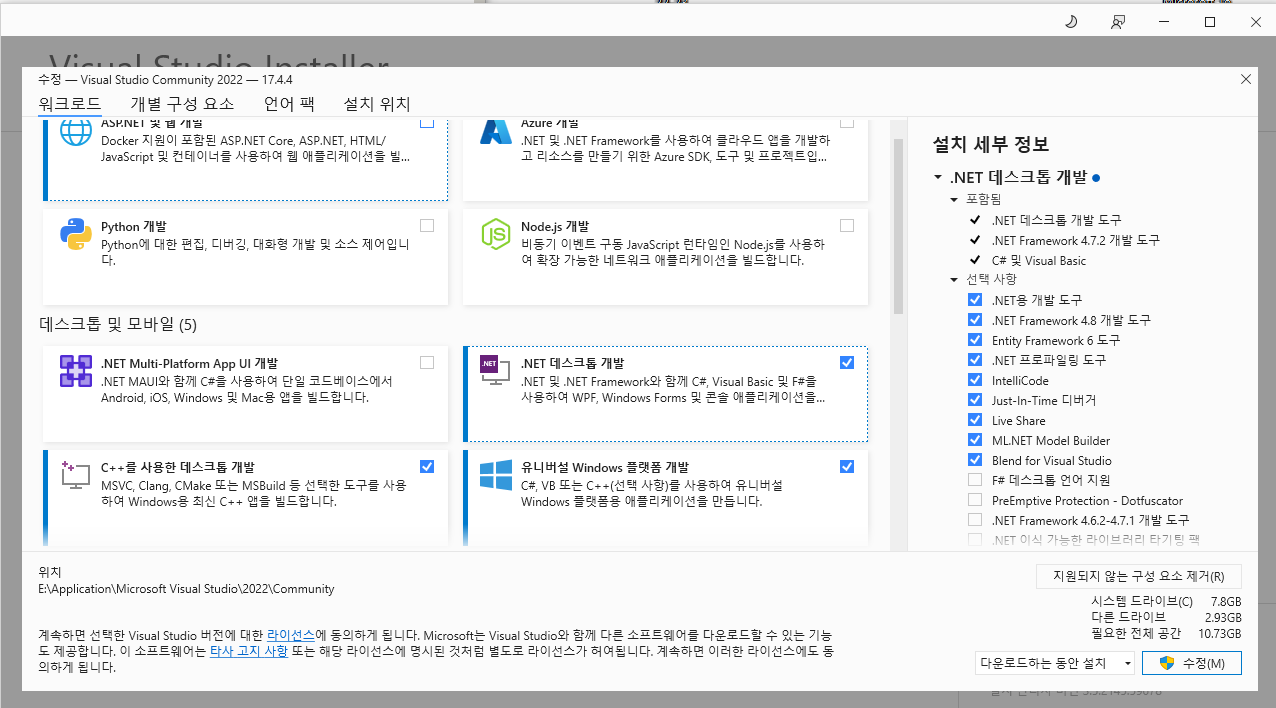 Visual Studio Installer
수정 — Visual Studio Community 2022 — 17.4.4
워크로드 개별 구성 요소 언어 팩 설치 위치
ASP.NET 및 웹 개발
Docker 지원이 포함된 ASP.NET Core, ASP.NET, HTML/
JavaScript 및 컨테이너를 사용하여 웹 애플리케이션을 빌...
Azure 개발
.NET 및 .NET Framework를 사용하여 클라우드 앱을 개발하
고 리소스를 만들기 위한 Azure SDK, 도구 및 프로젝트입...
Python 개발
Python에 대한 편집, 디버깅, 대화형 개발 및 소스 제어입니
다.
JS
Node.js 개발
비동기 이벤트 구동 JavaScript 런타임인 Node.js를 사용하
여 확장 가능한 네트워크 애플리케이션을 빌드합니다.
데스크톱 및 모바일 (5)
.NET Multi-Platform App UI 개발
.NET MAUI와 함께 C#을 사용하여 단일 코드베이스에서
Android, iOS, Windows 및 Mac용 앱을 빌드합니다.
.NET
.NET 데스크톱 개발
.NET 및 .NET Framework와 함께 C#, Visual Basic 및 F#을
사용하여 WPF, Windows Forms 및 콘솔 애플리케이션을...
C++를 사용한 데스크톱 개발
MSVC, Clang, CMake 또는 MSBuild 등 선택한 도구를 사용
하여 Windows용 최신 C++ 앱을 빌드합니다.
유니버설 Windows 플랫폼 개발
C#, VB 또는 C++(선택 사항)를 사용하여 유니버설
Windows 플랫폼용 애플리케이션을 만듭니다.
설치 세부 정보
.NET 데스크톱 개발
포함됨
.NET 데스크톱 개발 도구
.NET Framework 4.7.2 개발 도구
C# 및 Visual Basic
선택 사항
.NET용 개발 도구
.NET Framework 4.8 개발 도구
Entity Framework 6 도구
.NET 프로파일링 도구
IntelliCode
Just-In-Time 디버거
Live Share
ML.NET Model Builder
Blend for Visual Studio
F# 데스크톱 언어 지원
PreEmptive Protection - Dotfuscator
.NET Framework 4.6.2-4.7.1 개발 도구
.NET 이식 가능한 라이브러리 타기팅 팩
위치
E:\Application\Microsoft Visual Studio\2022\Community
계속하면 선택한 Visual Studio 버전에 대한 라이선스에 동의하게 됩니다. Microsoft는 Visual Studio와 함께 다른 소프트웨어를 다운로드할 수 있는 기능
도 제공합니다. 이 소프트웨어는 타사 고지 사항 또는 해당 라이선스에 명시된 것처럼 별도로 라이선스가 허여됩니다. 계속하면 이러한 라이선스에도 동
의하게 됩니다.
지원되지 않는 구성 요소 제거(R)
시스템 드라이브(C) 7.8GB
다른 드라이브 2.93GB
필요한 전체 공간 10.73GB
다운로드하는 동안 설치 수정(M)